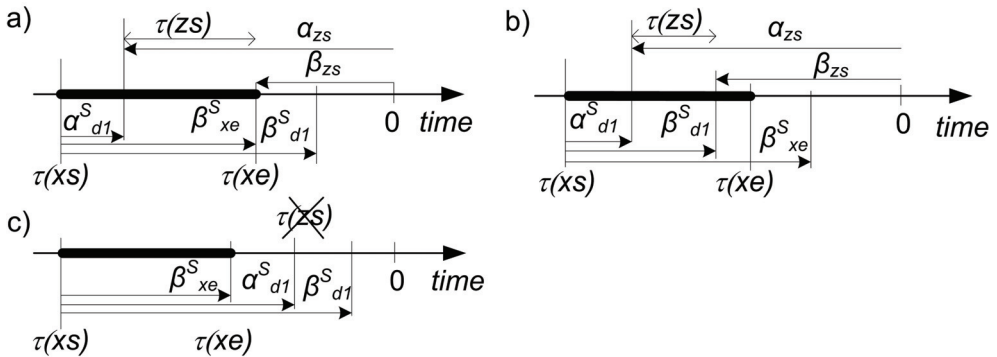 a)
τ(zs)
α_zs
β_zs
α^S_d1
β^S_xe
β^S_d1
0
time
τ(xs)
τ(xe)
b)
τ(zs)
α_zs
β_zs
α^S_d1
β^S_d1
β^S_xe
0
time
τ(xs)
τ(xe)
c)
τ(zs)
β^S_xe
α^S_d1
β^S_d1
0
time
τ(xs)
τ(xe)